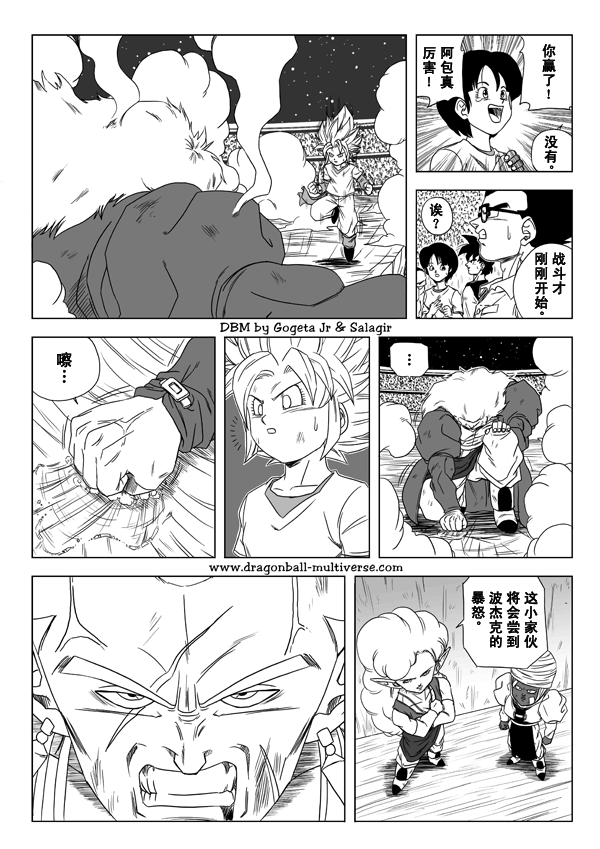 你赢了！
阿包真
厉害！
没有。
诶？
战斗才
刚刚开始。
DBM by Gogeta Jr & Salagir
嚓…
…
www.dragonball-multiverse.com
这小家伙
将会尝到
波杰克的
暴怒。